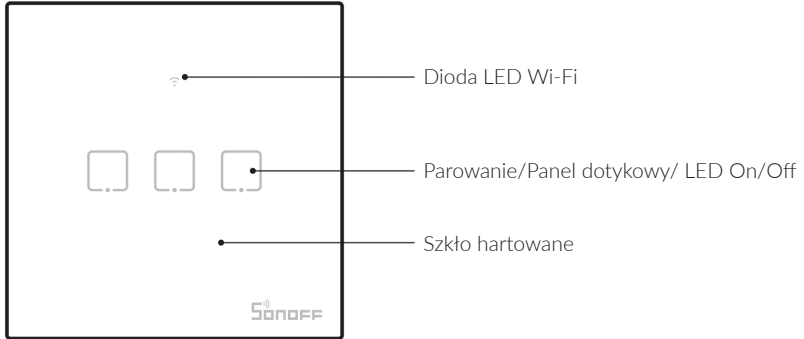 Dioda LED Wi-Fi
Parowanie/Panel dotykowy/ LED On/Off
Szkło hartowane
SONOFF